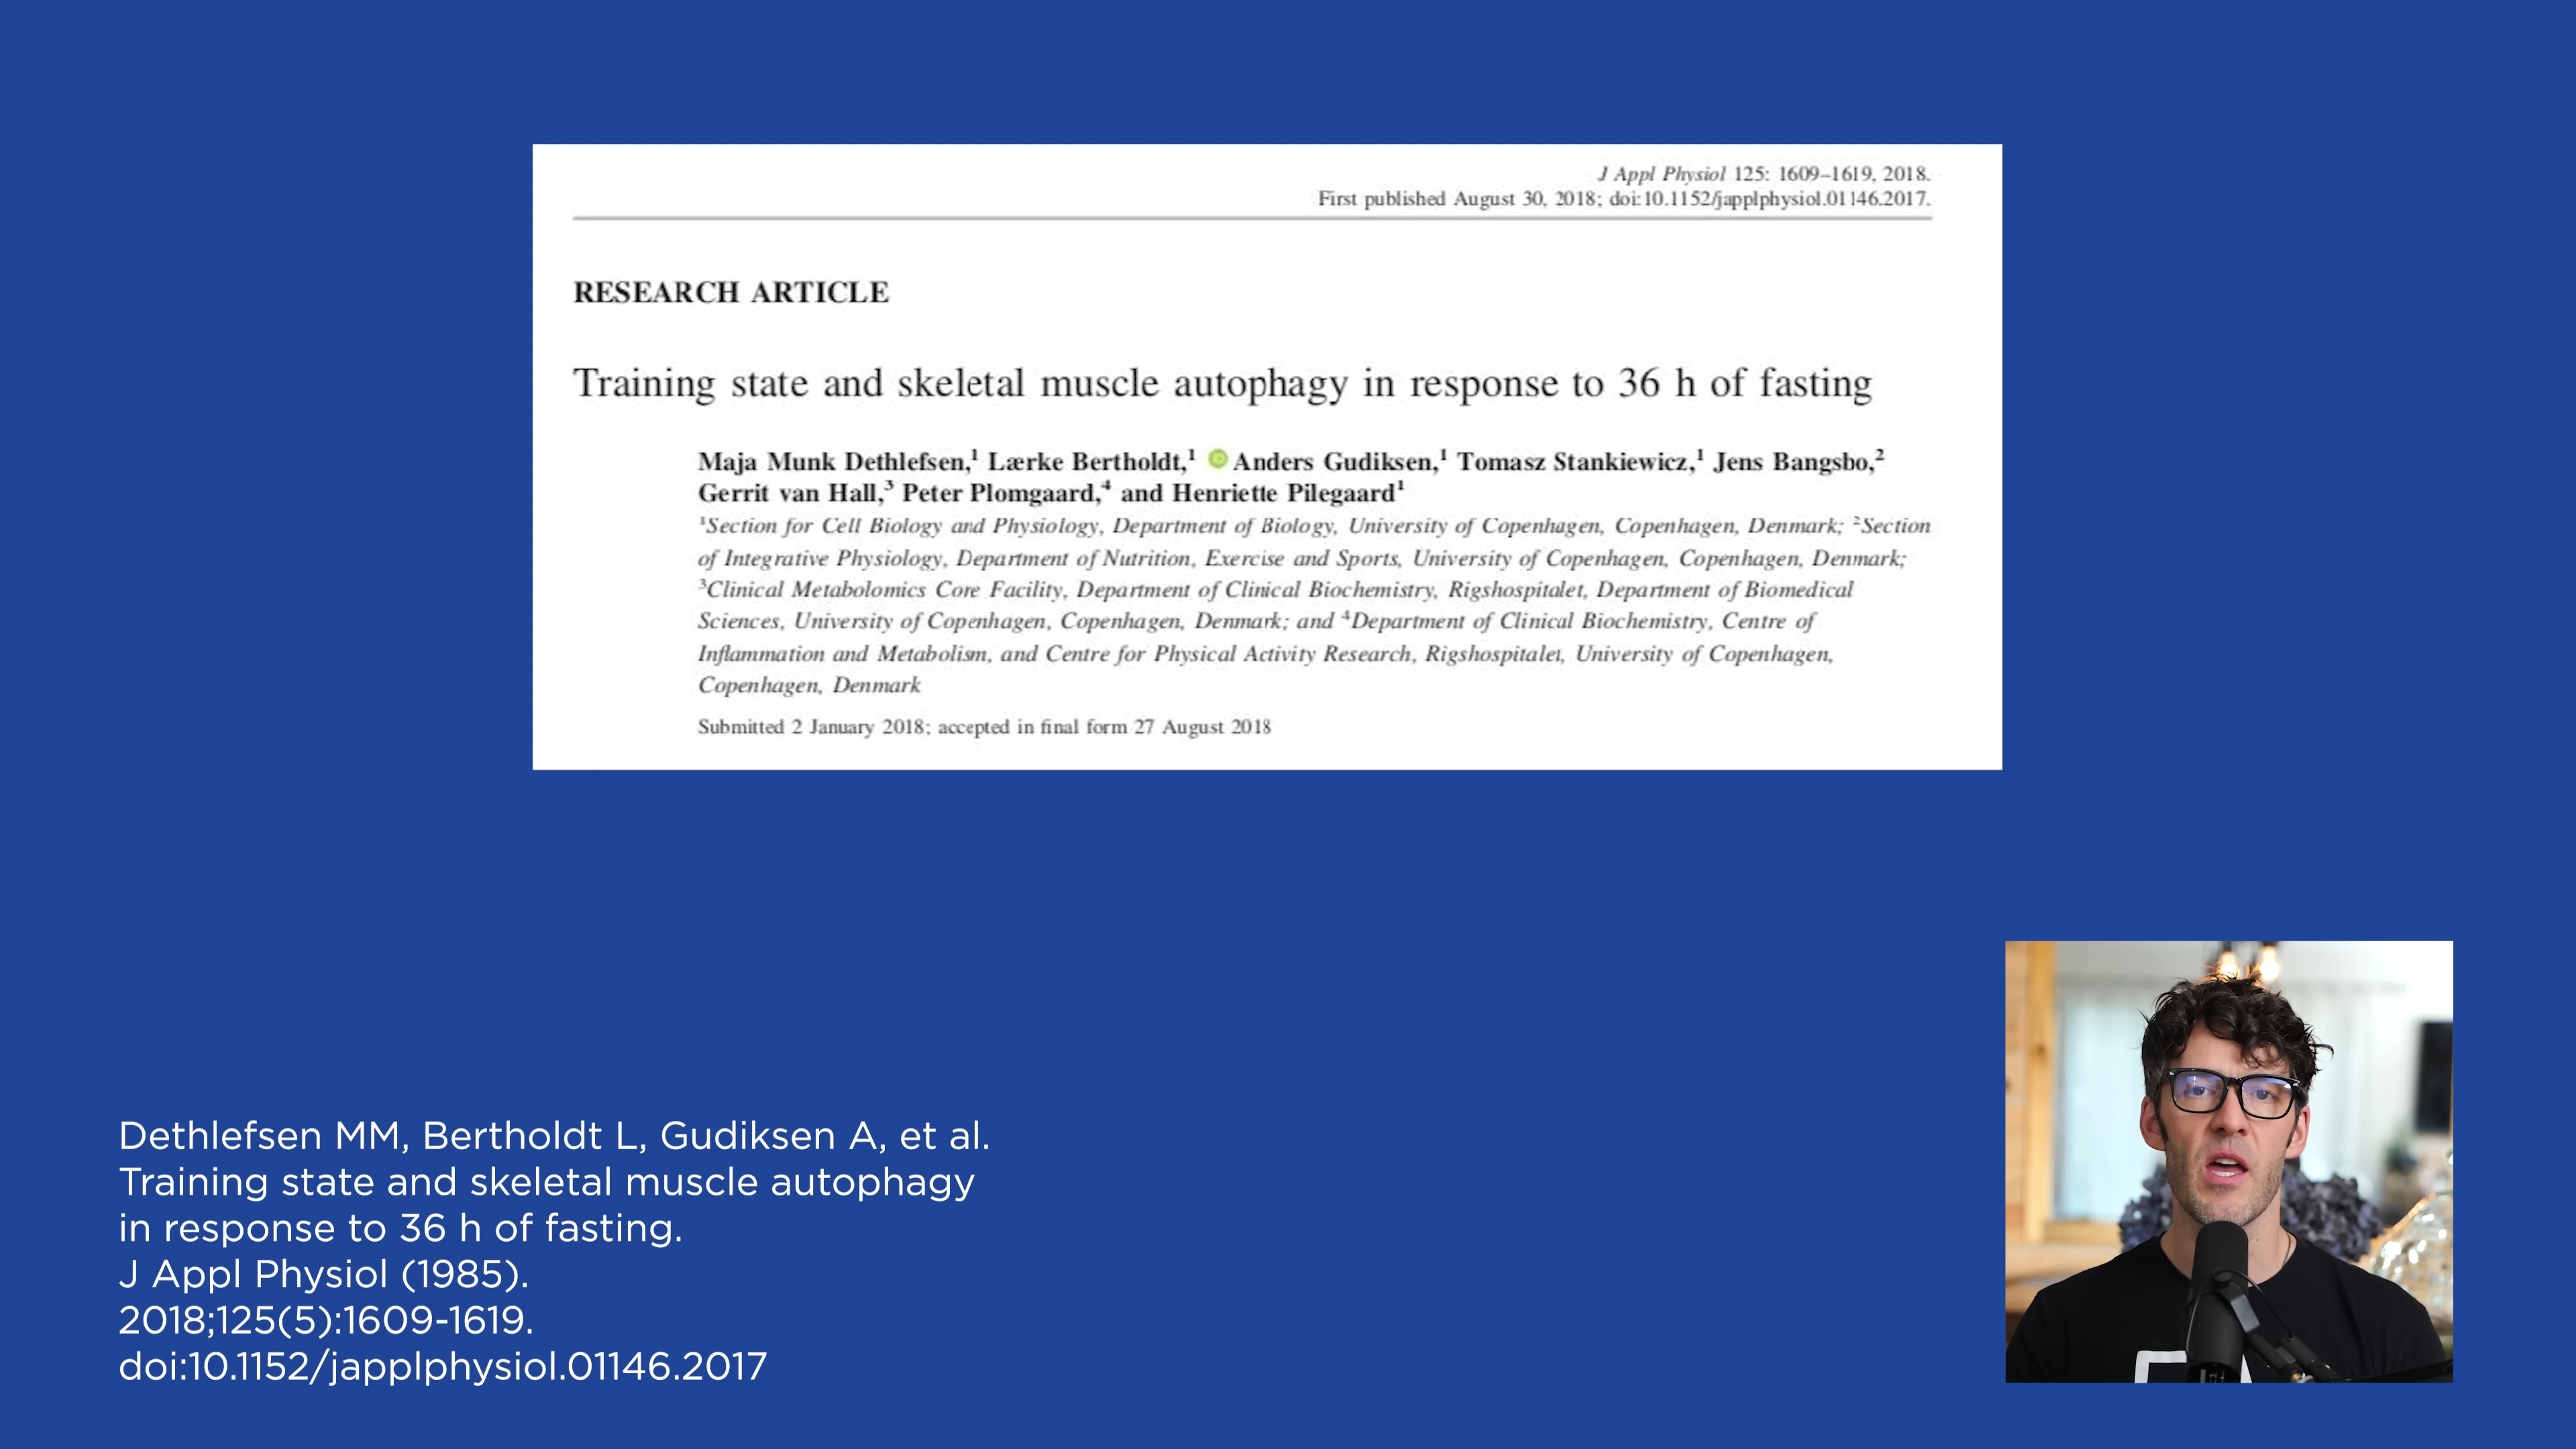 J Appl Physiol 125: 1609–1619, 2018.
First published August 30, 2018; doi:10.1152/japplphysiol.01146.2017.
RESEARCH ARTICLE
Training state and skeletal muscle autophagy in response to 36 h of fasting
Maja Munk Dethlefsen,¹ Lærke Bertholdt,¹ Anders Gudiksen,¹ Tomasz Stankiewicz,¹ Jens Bangsbo,²
Gerrit van Hall,³ Peter Plomgaard,⁴ and Henriette Pilegaard¹
¹Section for Cell Biology and Physiology, Department of Biology, University of Copenhagen, Copenhagen, Denmark; ²Section
of Integrative Physiology, Department of Nutrition, Exercise and Sports, University of Copenhagen, Copenhagen, Denmark;
³Clinical Metabolomics Core Facility, Department of Clinical Biochemistry, Rigshospitalet, Department of Biomedical
Sciences, University of Copenhagen, Copenhagen, Denmark; and ⁴Department of Clinical Biochemistry, Centre of
Inflammation and Metabolism, and Centre for Physical Activity Research, Rigshospitalet, University of Copenhagen,
Copenhagen, Denmark
Submitted 2 January 2018; accepted in final form 27 August 2018
Dethlefsen MM, Bertholdt L, Gudiksen A, et al.
Training state and skeletal muscle autophagy
in response to 36 h of fasting.
J Appl Physiol (1985).
2018;125(5):1609-1619.
doi:10.1152/japplphysiol.01146.2017